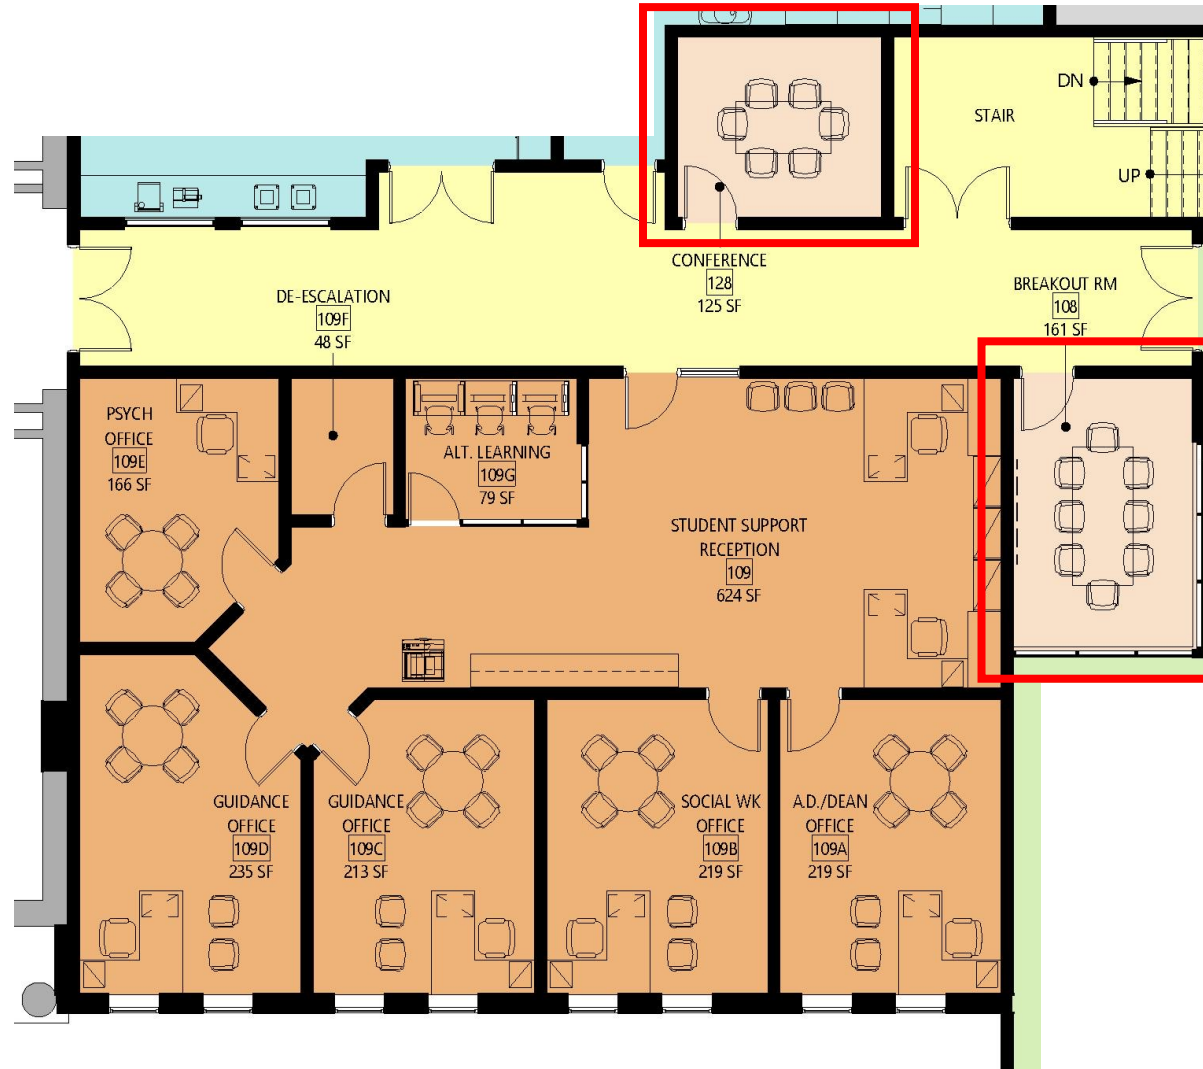 DN
STAIR
UP
CONFERENCE
128
125 SF
DE-ESCALATION
109F
48 SF
BREAKOUT RM
108
161 SF
PSYCH
OFFICE
109E
166 SF
ALT. LEARNING
109G
79 SF
STUDENT SUPPORT
RECEPTION
109
624 SF
GUIDANCE
OFFICE
109D
235 SF
GUIDANCE
OFFICE
109C
213 SF
SOCIAL WK
OFFICE
109B
219 SF
A.D./DEAN
OFFICE
109A
219 SF